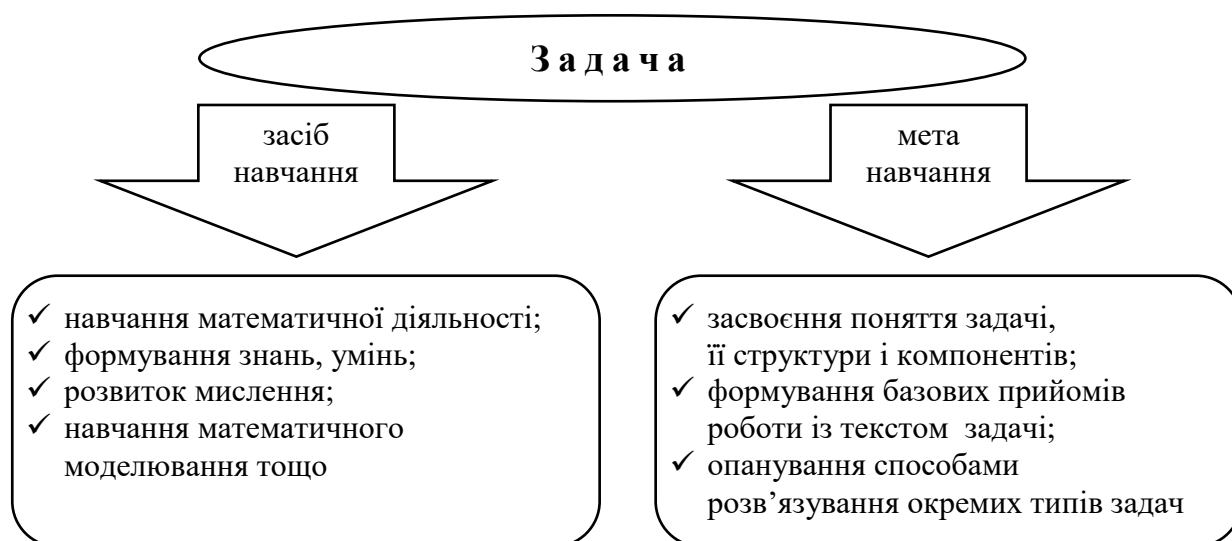 З а д а ч а
засіб
навчання
мета
навчання
✓ навчання математичної діяльності;
✓ формування знань, умінь;
✓ розвиток мислення;
✓ навчання математичного
моделювання тощо
✓ засвоєння поняття задачі,
її структури і компонентів;
✓ формування базових прийомів
роботи із текстом задачі;
✓ опанування способами
розв’язування окремих типів задач